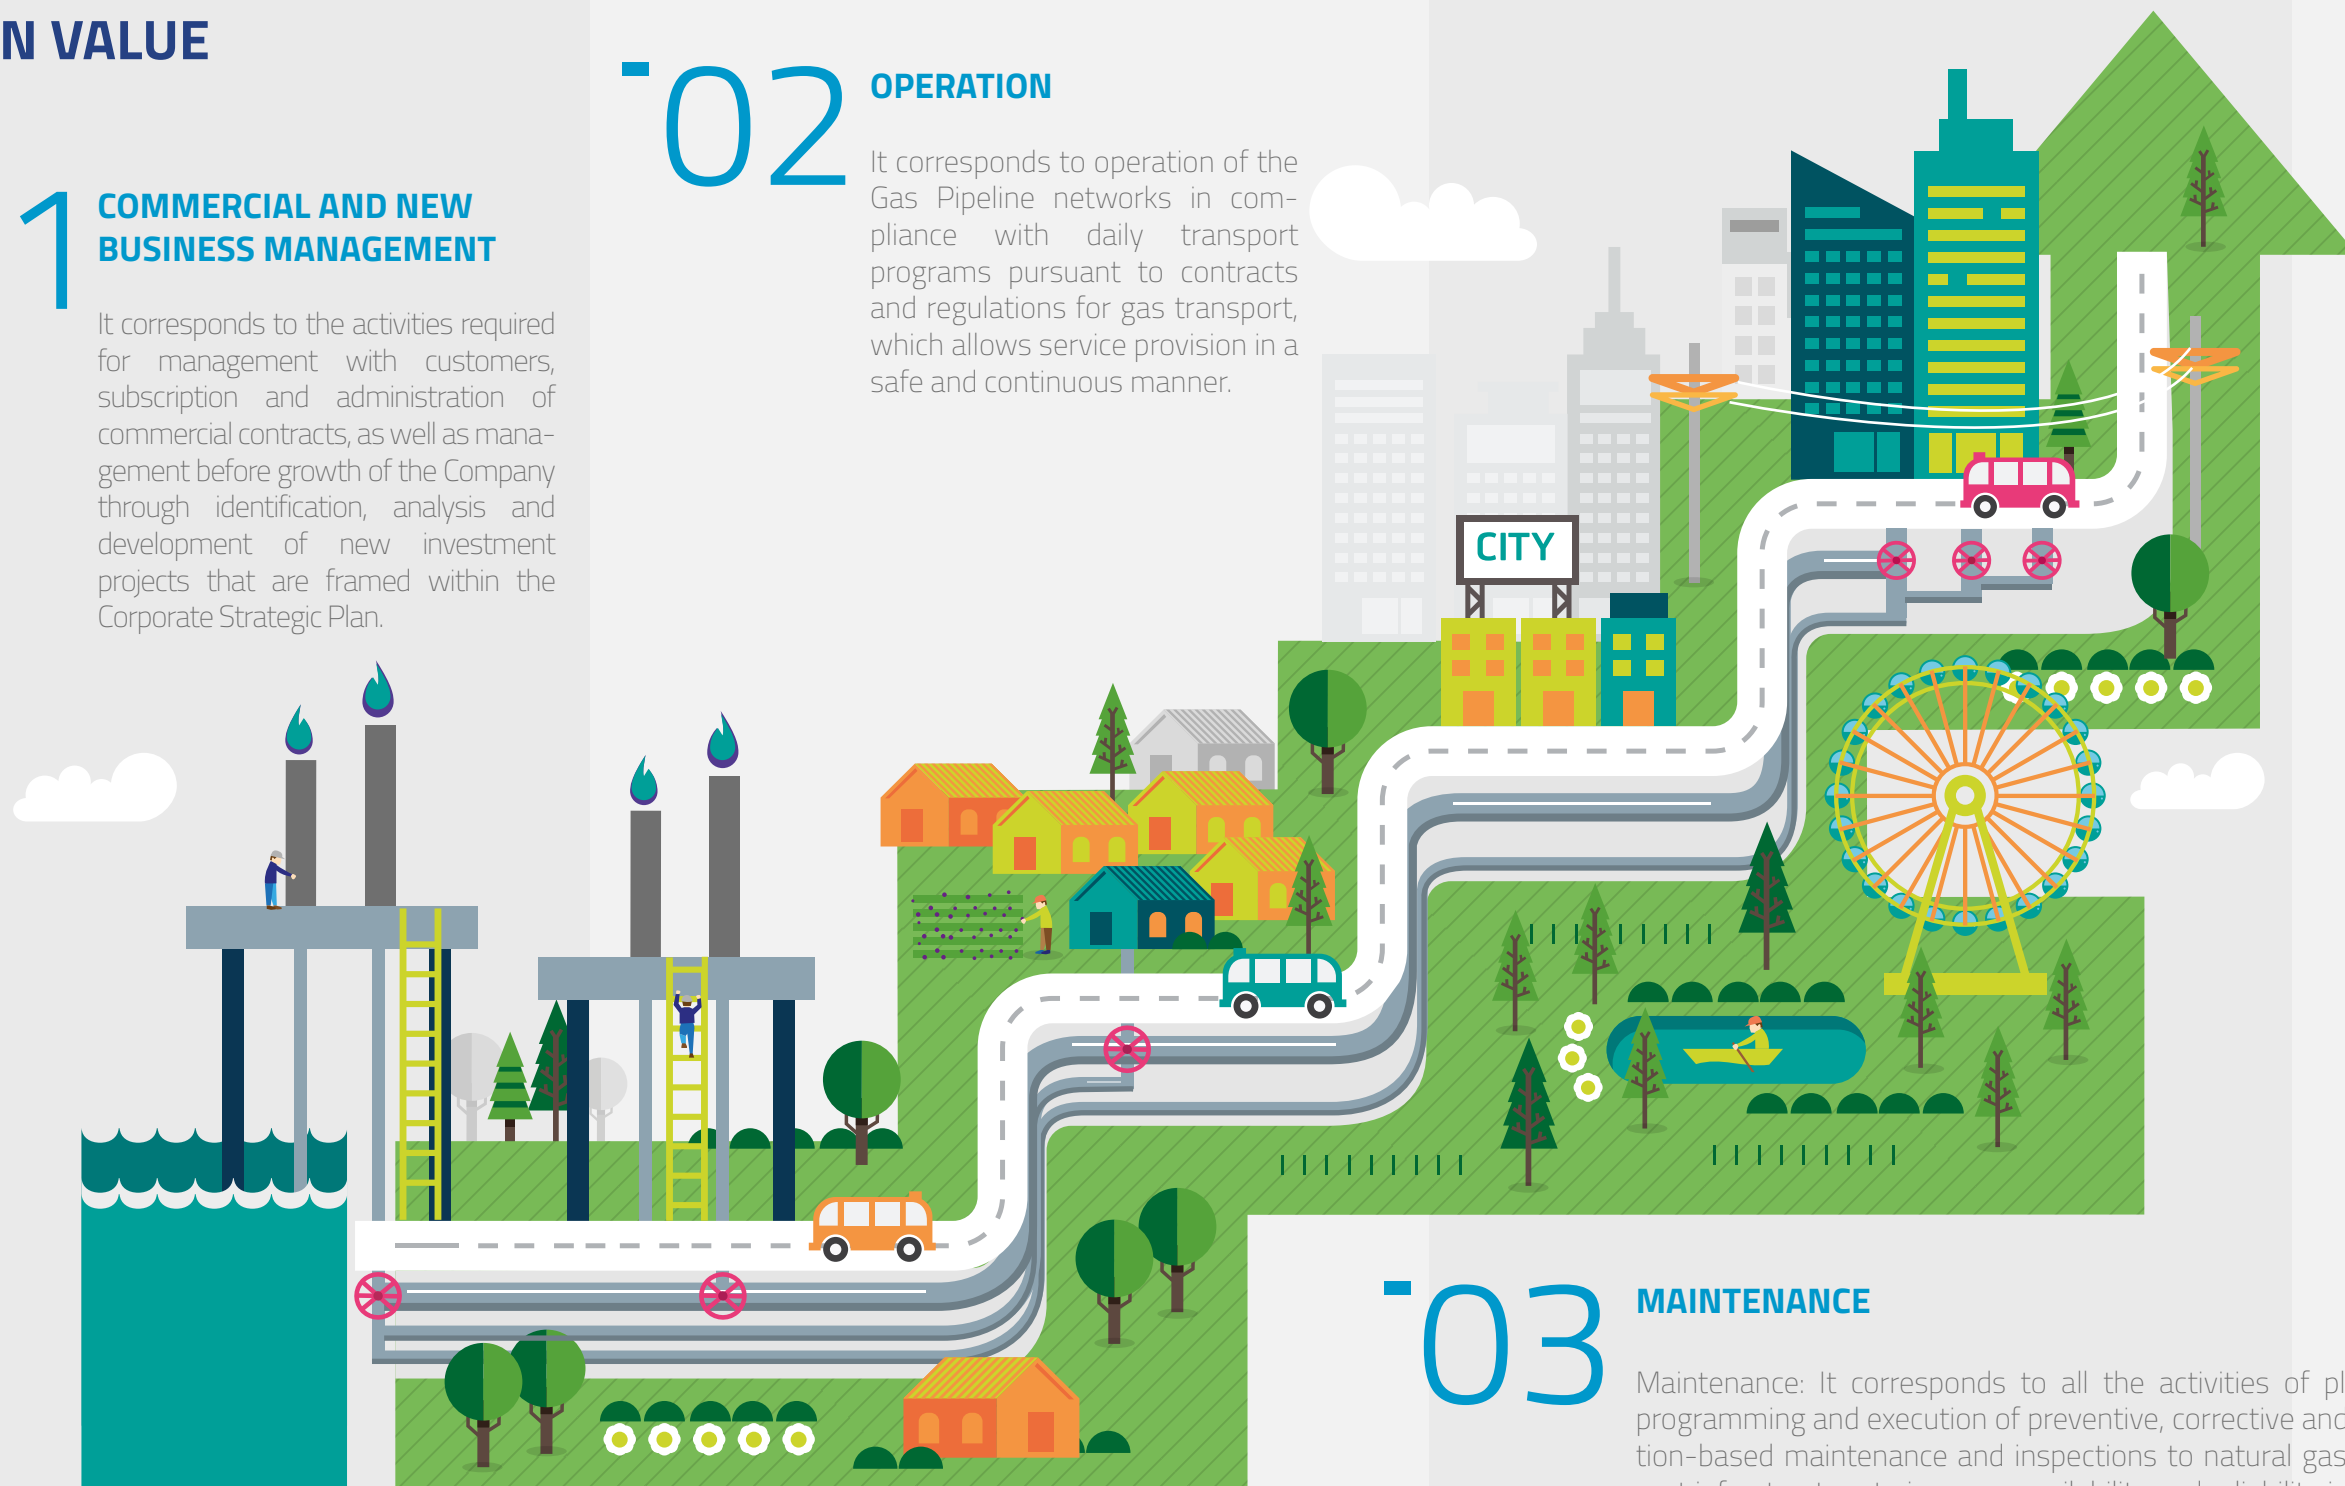 N VALUE
1
COMMERCIAL AND NEW
BUSINESS MANAGEMENT
It corresponds to the activities required
for management with customers,
subscription and administration of
commercial contracts, as well as mana-
gement before growth of the Company
through identification, analysis and
development of new investment
projects that are framed within the
Corporate Strategic Plan.
02
OPERATION
It corresponds to operation of the
Gas Pipeline networks in com-
pliance with daily transport
programs pursuant to contracts
and regulations for gas transport,
which allows service provision in a
safe and continuous manner.
CITY
03
MAINTENANCE
Maintenance: It corresponds to all the activities of pl
programming and execution of preventive, corrective and
tion-based maintenance and inspections to natural gas